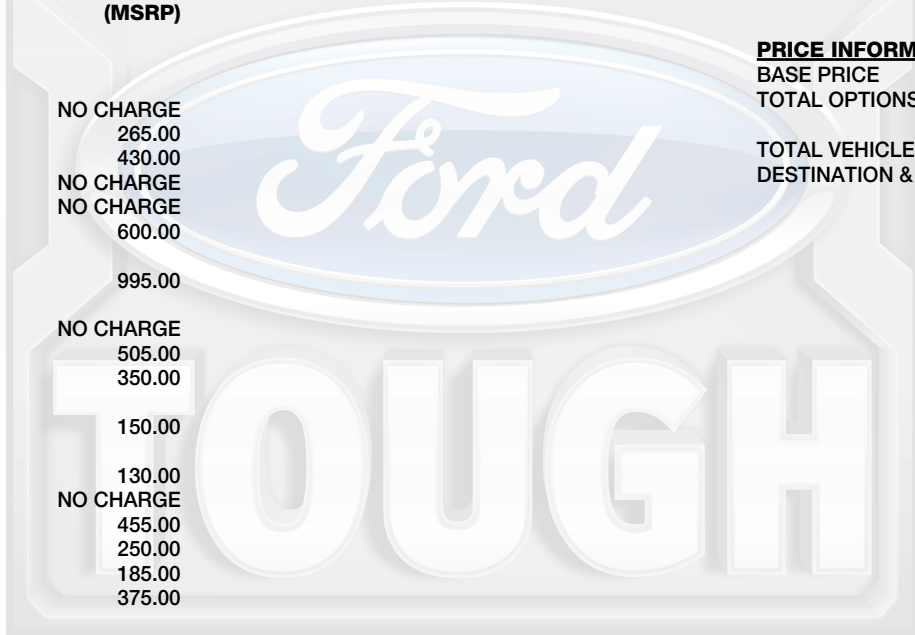 (MSRP)
NO CHARGE
265.00
430.00
NO CHARGE
NO CHARGE
600.00
995.00
NO CHARGE
505.00
350.00
150.00
130.00
NO CHARGE
455.00
250.00
185.00
375.00
PRICE INFORM
BASE PRICE
TOTAL OPTIONS
TOTAL VEHICLE
DESTINATION &
Ford
TOUGH